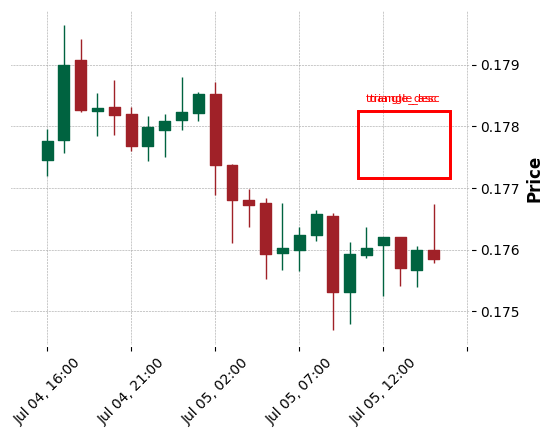 0.179
triangle_asc
0.178
0.177
Price
0.176
0.175
Jul 04, 16:00
Jul 04, 21:00
Jul 05, 02:00
Jul 05, 07:00
Jul 05, 12:00